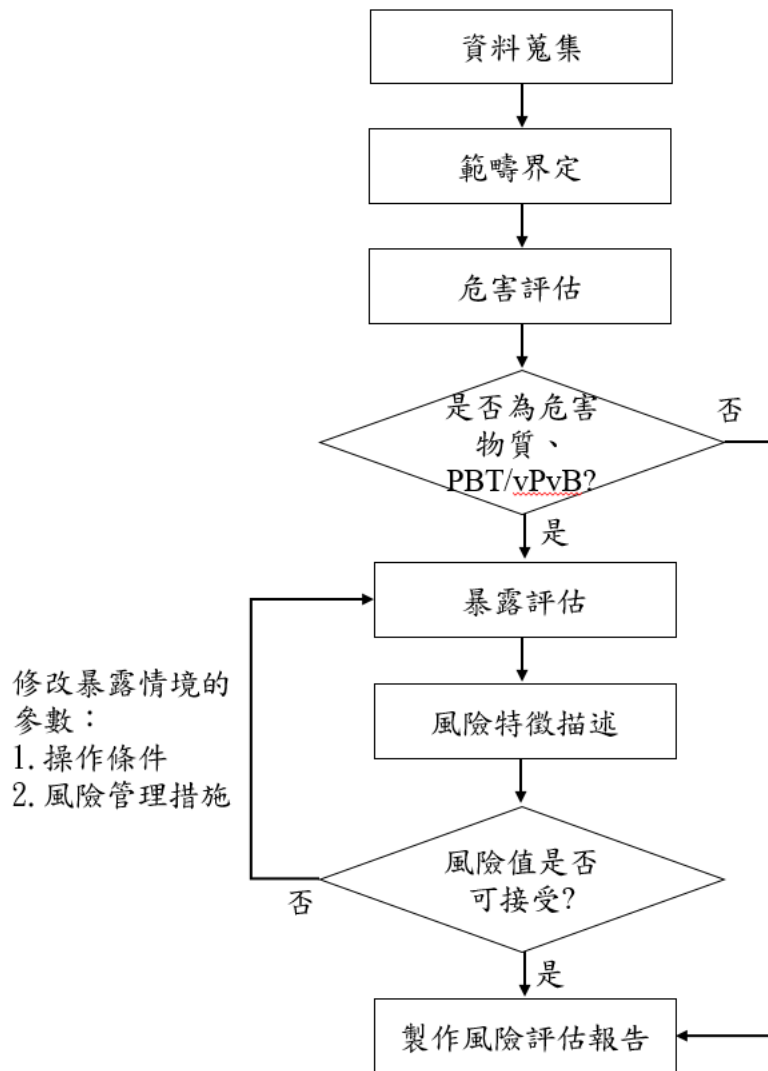 資料蒐集
範疇界定
危害評估
是否為危害
物質、
PBT/vPvB?
否
是
暴露評估
修改暴露情境的
參數：
1. 操作條件
2. 風險管理措施
風險特徵描述
風險值是否
可接受?
否
是
製作風險評估報告